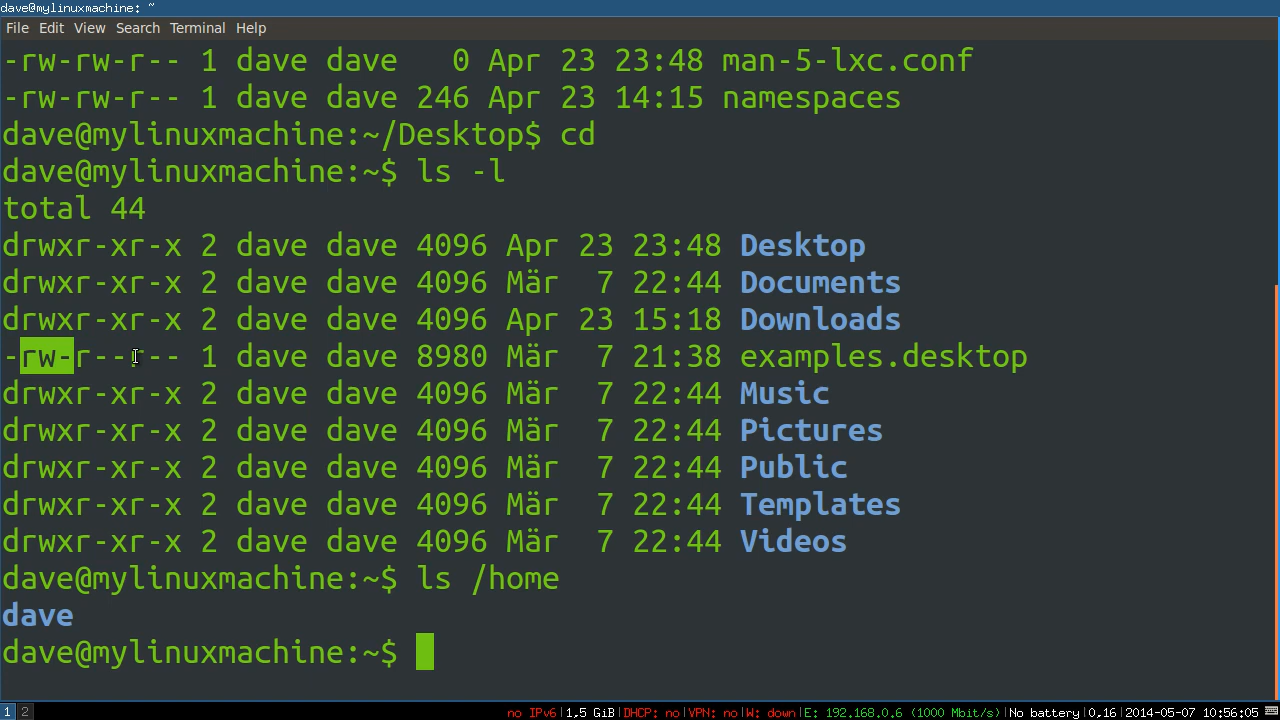 dave@mylinuxmachine: ~
File Edit View Search Terminal Help
-rw-rw-r-- 1 dave dave   0 Apr 23 23:48 man-5-lxc.conf
-rw-rw-r-- 1 dave dave 246 Apr 23 14:15 namespaces
dave@mylinuxmachine:~/Desktop$ cd
dave@mylinuxmachine:~$ ls -l
total 44
drwxr-xr-x 2 dave dave 4096 Apr 23 23:48 Desktop
drwxr-xr-x 2 dave dave 4096 Mär  7 22:44 Documents
drwxr-xr-x 2 dave dave 4096 Apr 23 15:18 Downloads
-rw-r--r-- 1 dave dave 8980 Mär  7 21:38 examples.desktop
drwxr-xr-x 2 dave dave 4096 Mär  7 22:44 Music
drwxr-xr-x 2 dave dave 4096 Mär  7 22:44 Pictures
drwxr-xr-x 2 dave dave 4096 Mär  7 22:44 Public
drwxr-xr-x 2 dave dave 4096 Mär  7 22:44 Templates
drwxr-xr-x 2 dave dave 4096 Mär  7 22:44 Videos
dave@mylinuxmachine:~$ ls /home
dave
dave@mylinuxmachine:~$
1 2 no IPv6|1,5 GiB|DHCP: no|VPN: no|W: down|E: 192.168.0.6 (1000 Mbit/s)|No battery|0.16|2014-05-07 10:56:05